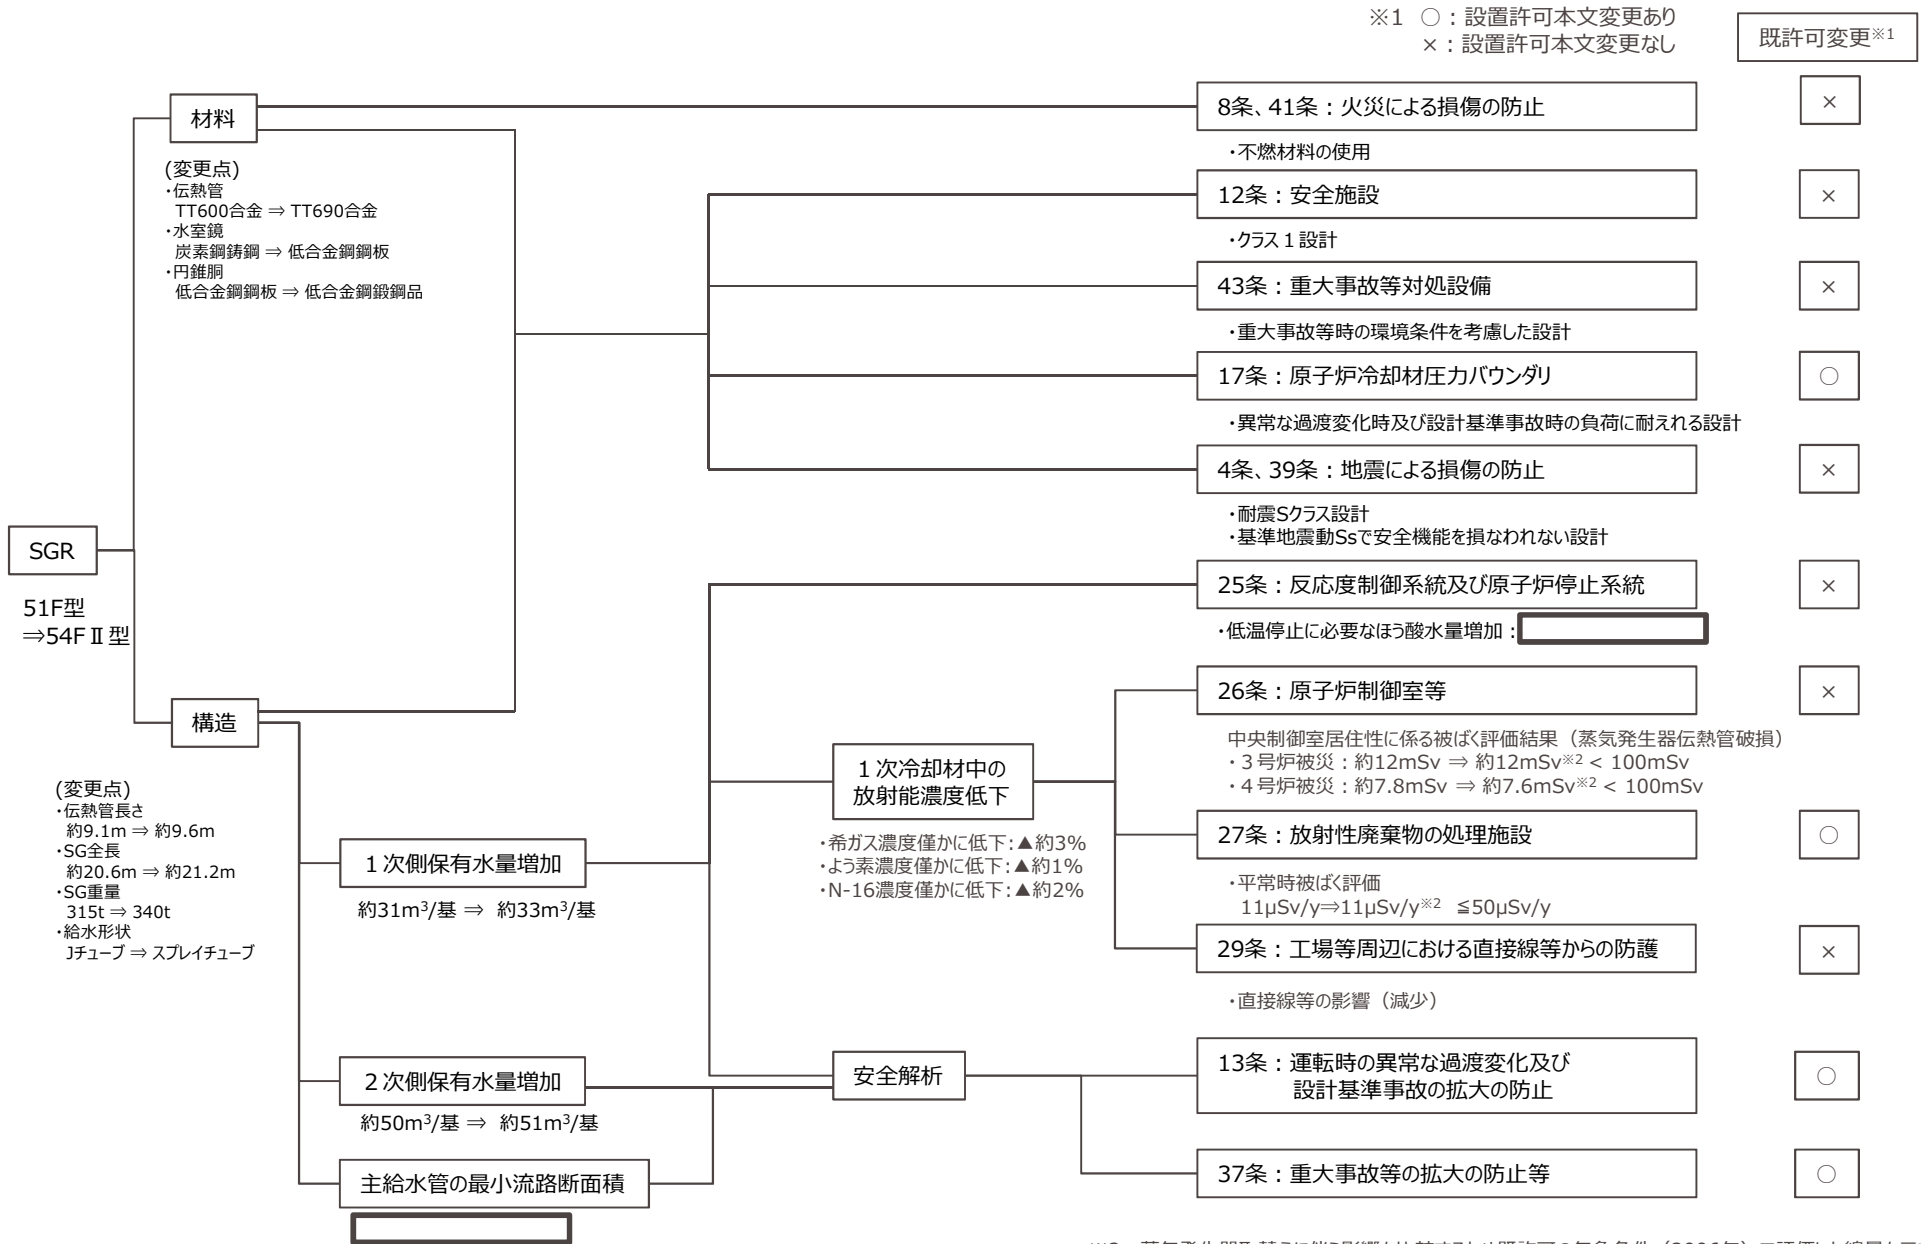 ※1 ○：設置許可本文変更あり
×：設置許可本文変更なし
既許可変更※1
材料
(変更点)
・伝熱管
TT600合金 ⇒ TT690合金
・水室鏡
炭素鋼鋳鋼 ⇒ 低合金鋼鋼板
・円錐胴
低合金鋼鋼板 ⇒ 低合金鋼鍛鋼品
SGR
51F型
⇒54FⅡ型
構造
(変更点)
・伝熱管長さ
約9.1m ⇒ 約9.6m
・SG全長
約20.6m ⇒ 約21.2m
・SG重量
315t ⇒ 340t
・給水形状
Jチューブ ⇒ スプレイチューブ
１次側保有水量増加
約31m³/基 ⇒ 約33m³/基
２次側保有水量増加
約50m³/基 ⇒ 約51m³/基
主給水管の最小流路断面積
１次冷却材中の
放射能濃度低下
・希ガス濃度僅かに低下：▲約3%
・よう素濃度僅かに低下：▲約1%
・N-16濃度僅かに低下：▲約2%
安全解析
8条、41条：火災による損傷の防止
×
・不燃材料の使用
12条：安全施設
×
・クラス１設計
43条：重大事故等対処設備
×
・重大事故等時の環境条件を考慮した設計
17条：原子炉冷却材圧力バウンダリ
○
・異常な過渡変化時及び設計基準事故時の負荷に耐えれる設計
4条、39条：地震による損傷の防止
×
・耐震Sクラス設計
・基準地震動Ssで安全機能を損なわれない設計
25条：反応度制御系統及び原子炉停止系統
×
・低温停止に必要なほう酸水量増加：
26条：原子炉制御室等
×
中央制御室居住性に係る被ばく評価結果（蒸気発生器伝熱管破損）
・３号炉被災：約12mSv ⇒ 約12mSv※2 < 100mSv
・４号炉被災：約7.8mSv ⇒ 約7.6mSv※2 < 100mSv
27条：放射性廃棄物の処理施設
○
・平常時被ばく評価
11μSv/y⇒11μSv/y※2 ≦50μSv/y
29条：工場等周辺における直接線等からの防護
×
・直接線等の影響（減少）
13条：運転時の異常な過渡変化及び
設計基準事故の拡大の防止
○
37条：重大事故等の拡大の防止等
○